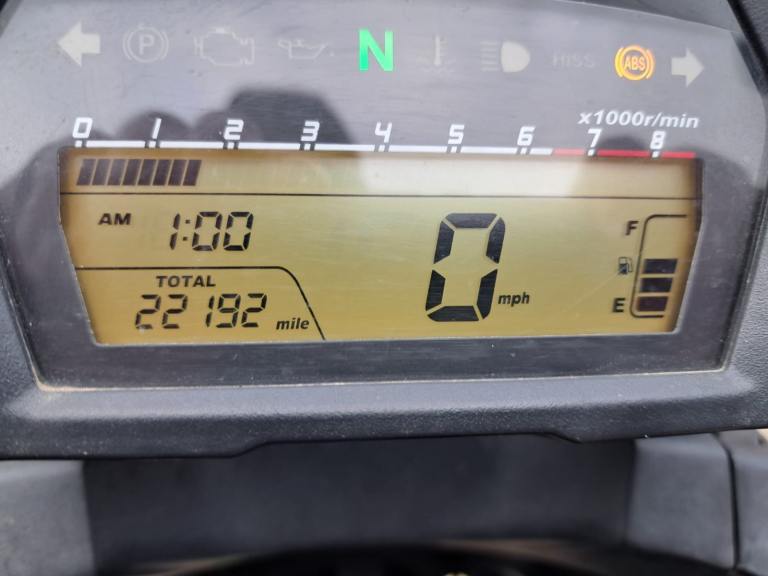 P N HISS ABS
x1000r/min
0 1 2 3 4 5 6 7 8
AM 1:00
TOTAL
22192 mile
0 mph
F
E